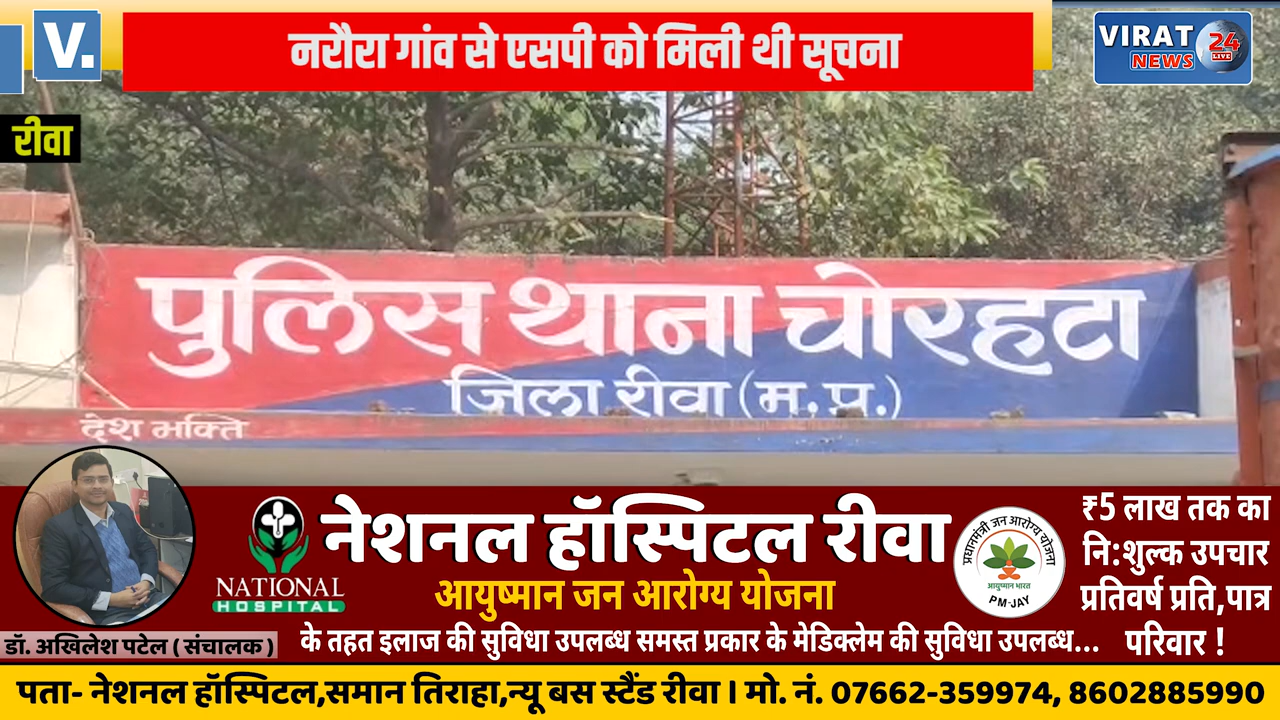 V.
नरौरा गांव से एसपी को मिली थी सूचना
VIRAT
NEWS
24
LIVE
रीवा
पुलिस थाना चोरहटा
जिला रीवा (म.प्र.)
देश भक्ति
नेशनल हॉस्पिटल रीवा
NATIONAL
HOSPITAL
आयुष्मान जन आरोग्य योजना
प्रधानमंत्री जन आरोग्य योजना
आयुष्मान भारत
PM-JAY
₹5 लाख तक का
नि:शुल्क उपचार
प्रतिवर्ष प्रति,पात्र
परिवार !
डॉ. अखिलेश पटेल ( संचालक )
के तहत इलाज की सुविधा उपलब्ध समस्त प्रकार के मेडिक्लेम की सुविधा उपलब्ध...
पता- नेशनल हॉस्पिटल,समान तिराहा,न्यू बस स्टैंड रीवा । मो. नं. 07662-359974, 8602885990